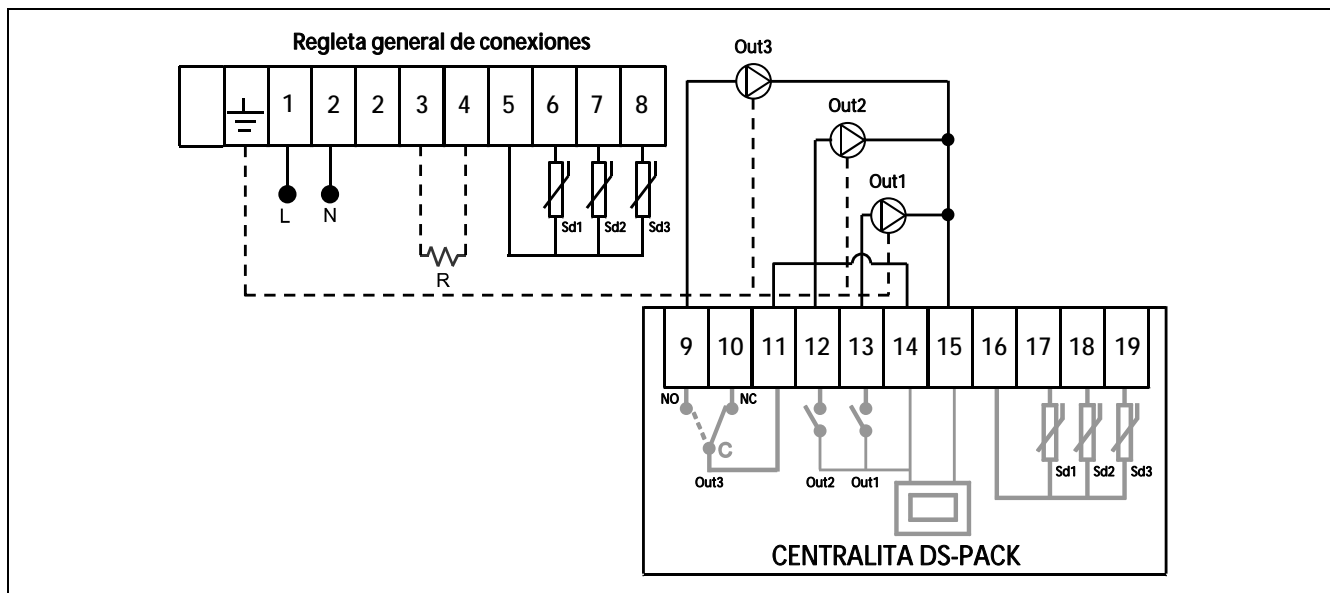 Regleta general de conexiones
1 2 2 3 4 5 6 7 8
L N
R
Sd1 Sd2 Sd3
Out3
Out2
Out1
9 10 11 12 13 14 15 16 17 18 19
NO NC
C
Out3 Out2 Out1
Sd1 Sd2 Sd3
CENTRALITA DS-PACK